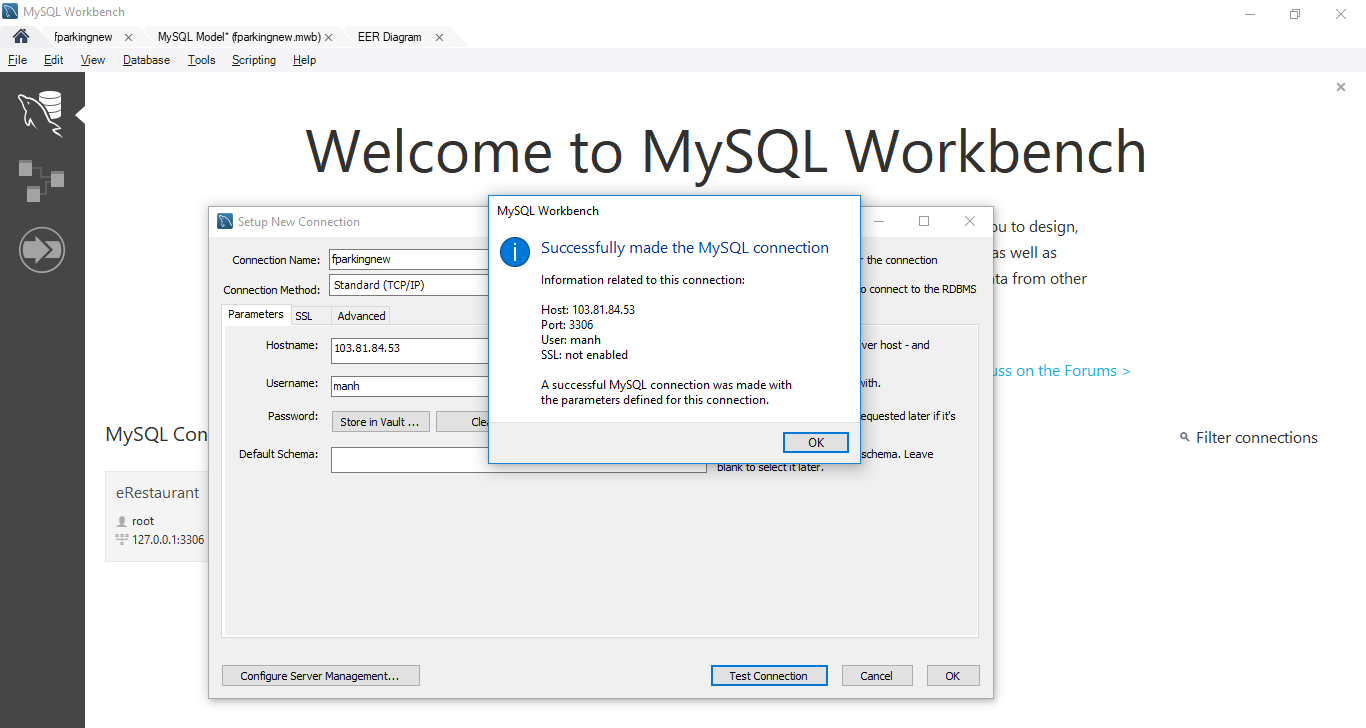 MySQL Workbench
fparkingnew
MySQL Model* (fparkingnew.mwb)
EER Diagram
File Edit View Database Tools Scripting Help
Welcome to MySQL Workbench
to design,
as well as
from other
on the Forums >
MySQL
Filter connections
eRestaurant
root
127.0.0.1:3306
Setup New Connection
Connection Name: fparkingnew
the connection
Connection Method: Standard (TCP/IP)
connect to the RDBMS
Parameters SSL Advanced
Hostname: 103.81.84.53
host - and
Username: manh
Password: Store in Vault ...
later if it's
Default Schema:
schema. Leave
blank to select it later.
Configure Server Management...
Test Connection
Cancel
OK
MySQL Workbench
Successfully made the MySQL connection
Information related to this connection:
Host: 103.81.84.53
Port: 3306
User: manh
SSL: not enabled
A successful MySQL connection was made with
the parameters defined for this connection.
OK